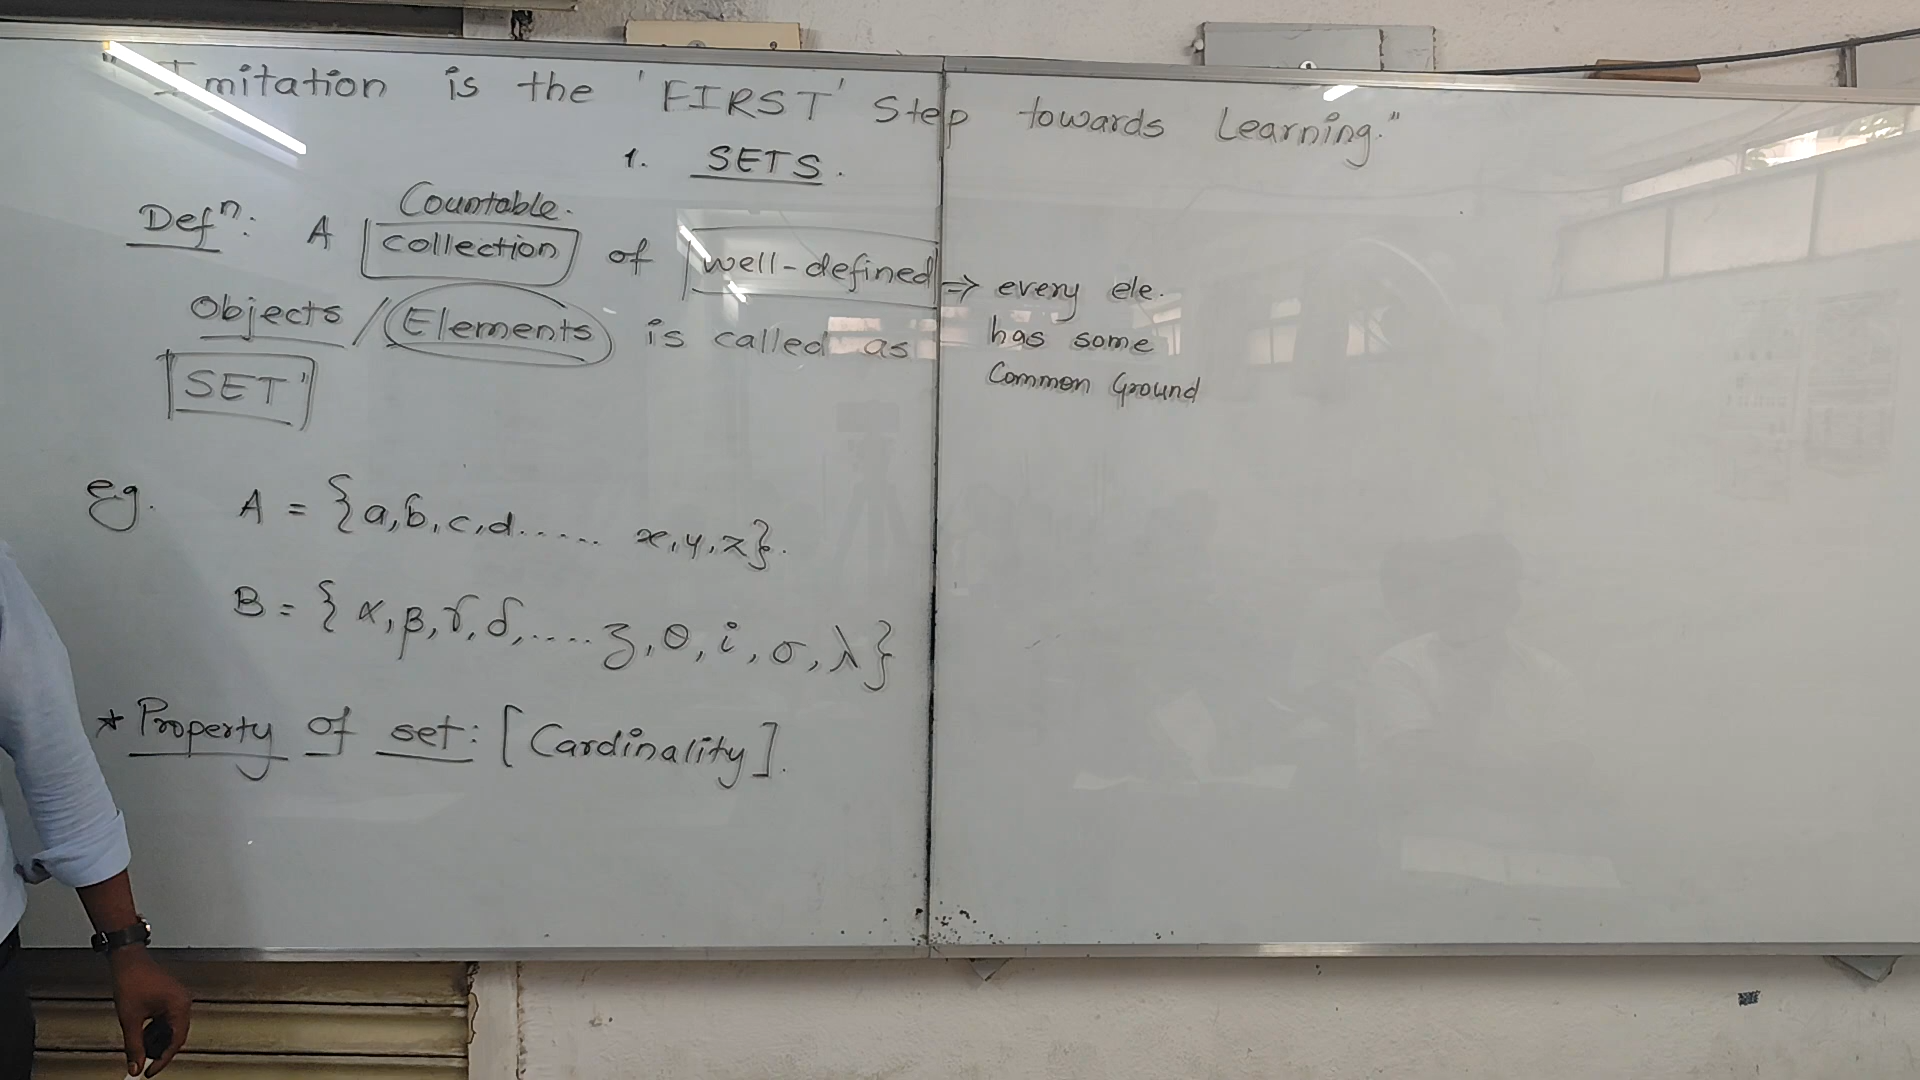 "Imitation is the 'FIRST' Step towards Learning."
1. SETS.
Countable.
Defⁿ: A collection of well-defined ⇒ every ele.
Objects / Elements is called as has some
'SET' Common Ground
eg. A = {a, b, c, d..... x, y, z}.
B = { α, β, γ, δ, .... ʒ, θ, i, σ, λ}
* Property of set: [Cardinality].